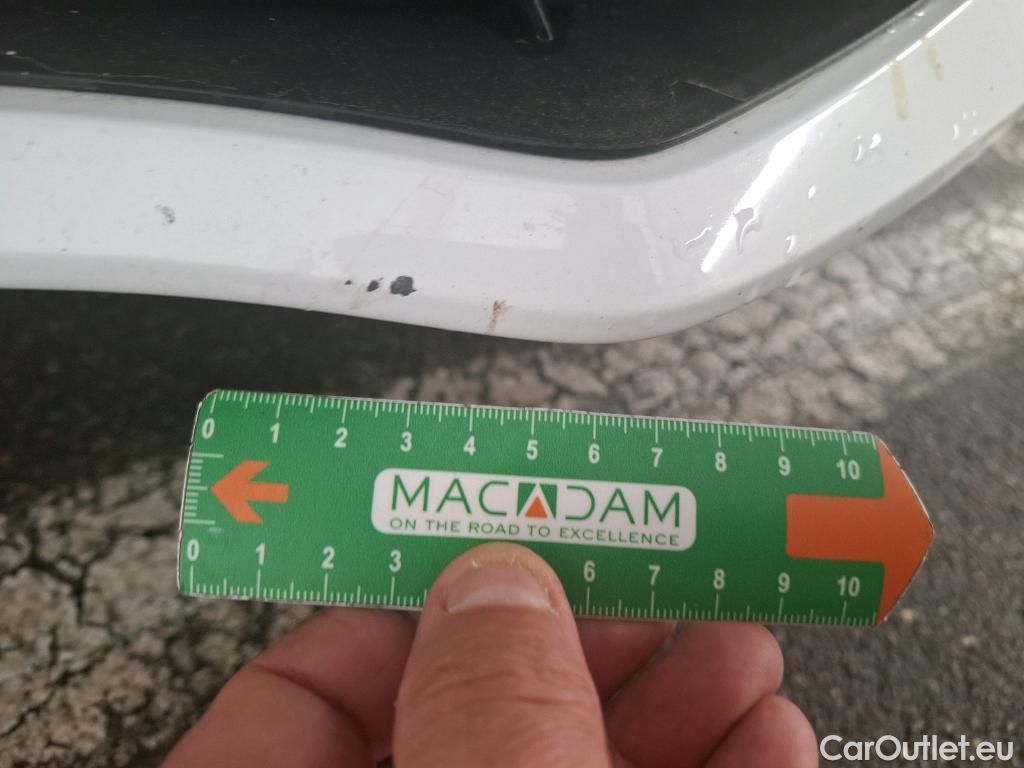 0 1 2 3 4 5 6 7 8 9 10
MACADAM
ON THE ROAD TO EXCELLENCE
0 1 2 3 6 7 8 9 10
CarOutlet.eu